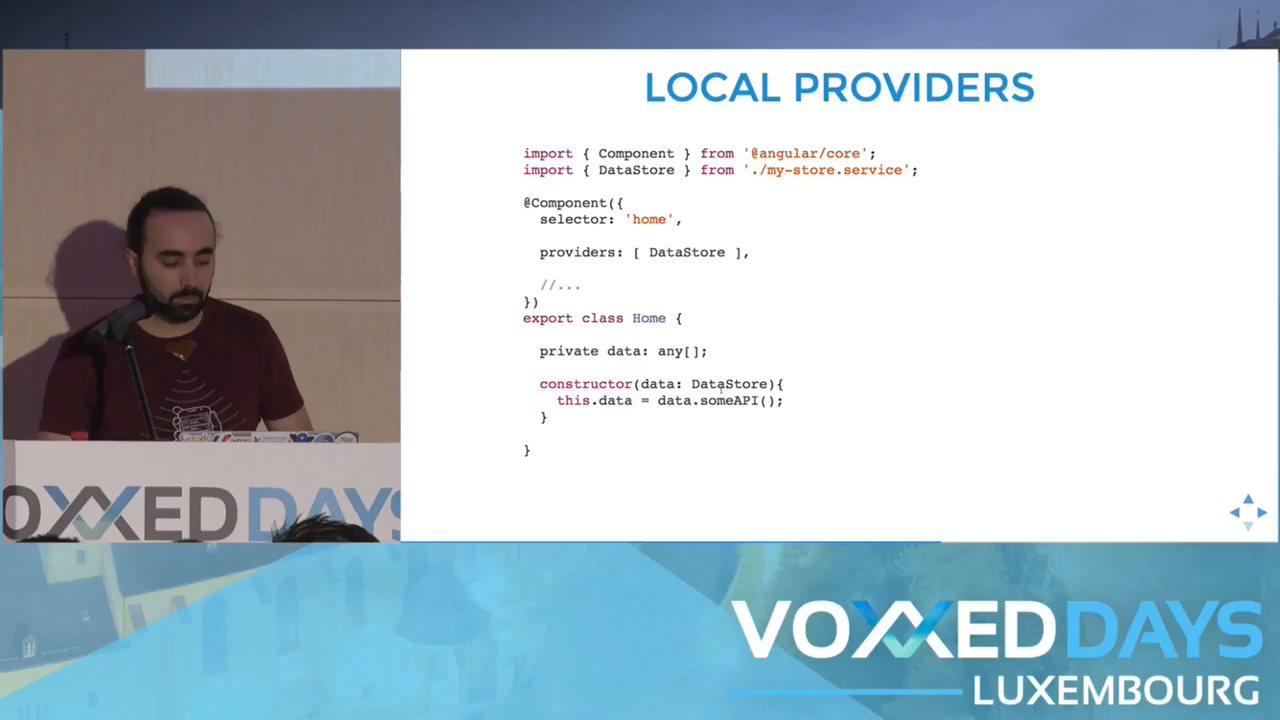 LOCAL PROVIDERS
import { Component } from '@angular/core';
import { DataStore } from './my-store.service';
@Component({
selector: 'home',
providers: [ DataStore ],
//...
})
export class Home {
private data: any[];
constructor(data: DataStore){
this.data = data.someAPI();
}
}
OXXED DAYS
VOXXED DAYS
LUXEMBOURG